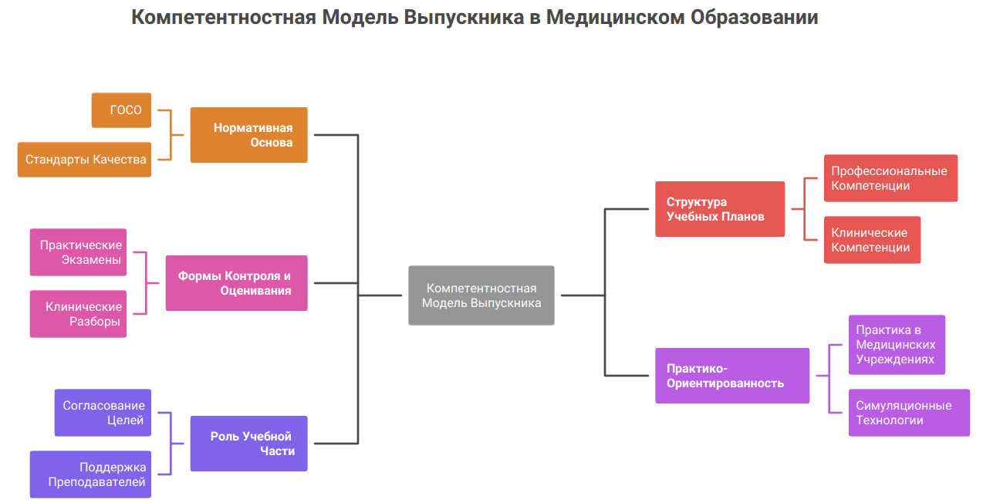 Компетентностная Модель Выпускника в Медицинском Образовании
ГОСО
Стандарты Качества
Нормативная
Основа
Практические
Экзамены
Клинические
Разборы
Формы Контроля и
Оценивания
Согласование
Целей
Поддержка
Преподавателей
Роль Учебной
Части
Компетентностная
Модель Выпускника
Структура
Учебных Планов
Профессиональные
Компетенции
Клинические
Компетенции
Практико-
Ориентированность
Практика в
Медицинских
Учреждениях
Симуляционные
Технологии